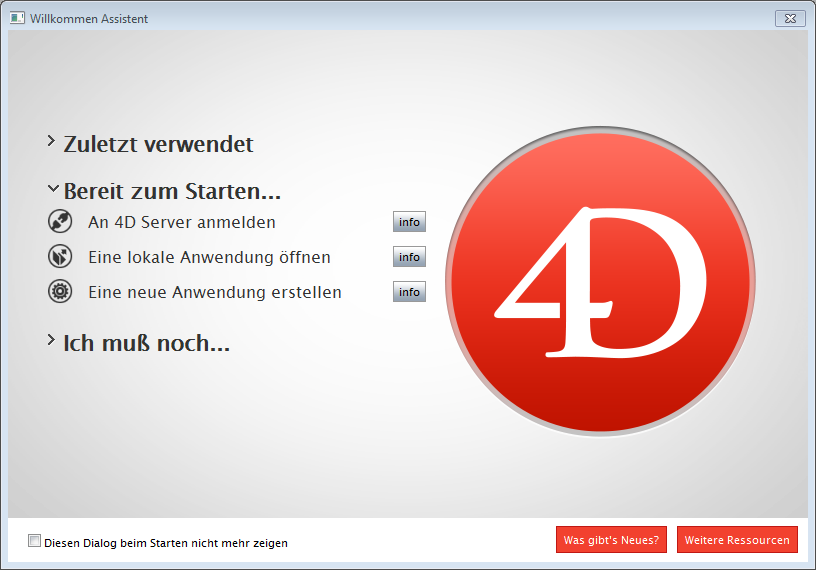 Willkommen Assistent
Zuletzt verwendet
Bereit zum Starten...
An 4D Server anmelden info
Eine lokale Anwendung öffnen info
Eine neue Anwendung erstellen info
Ich muß noch...
4D
Diesen Dialog beim Starten nicht mehr zeigen
Was gibt's Neues? Weitere Ressourcen